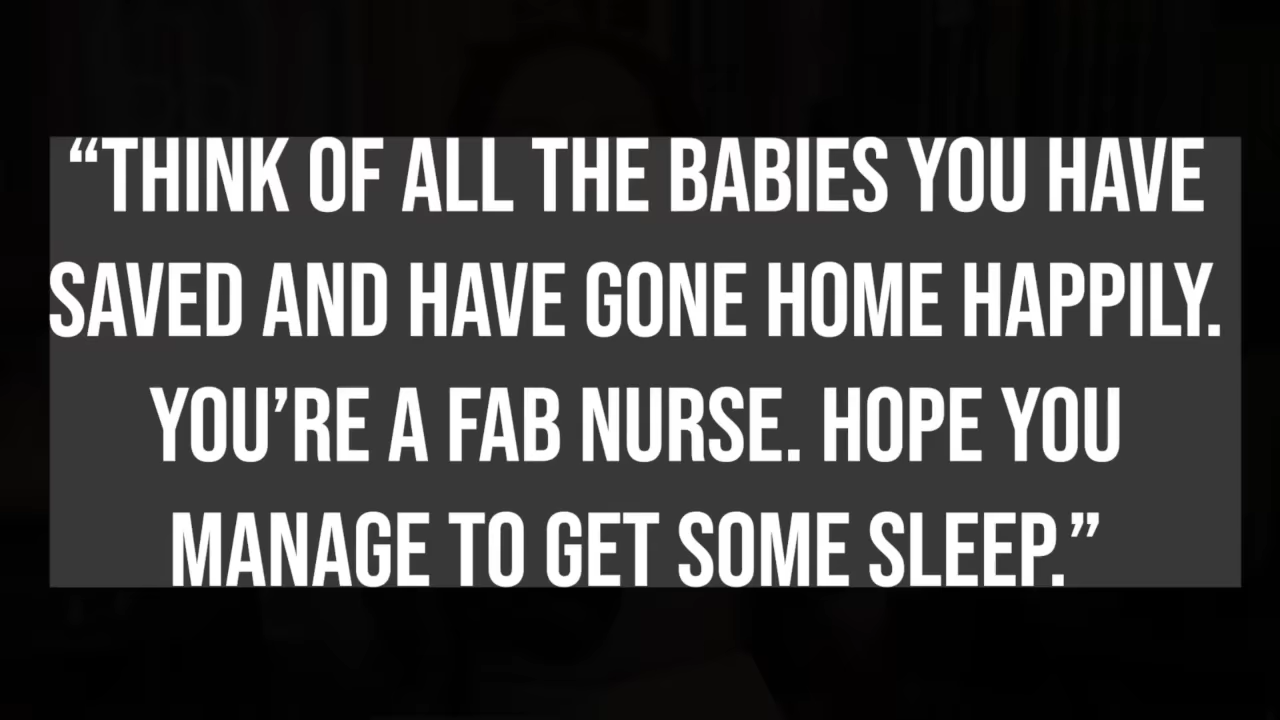 “THINK OF ALL THE BABIES YOU HAVE
SAVED AND HAVE GONE HOME HAPPILY.
YOU’RE A FAB NURSE. HOPE YOU
MANAGE TO GET SOME SLEEP.”